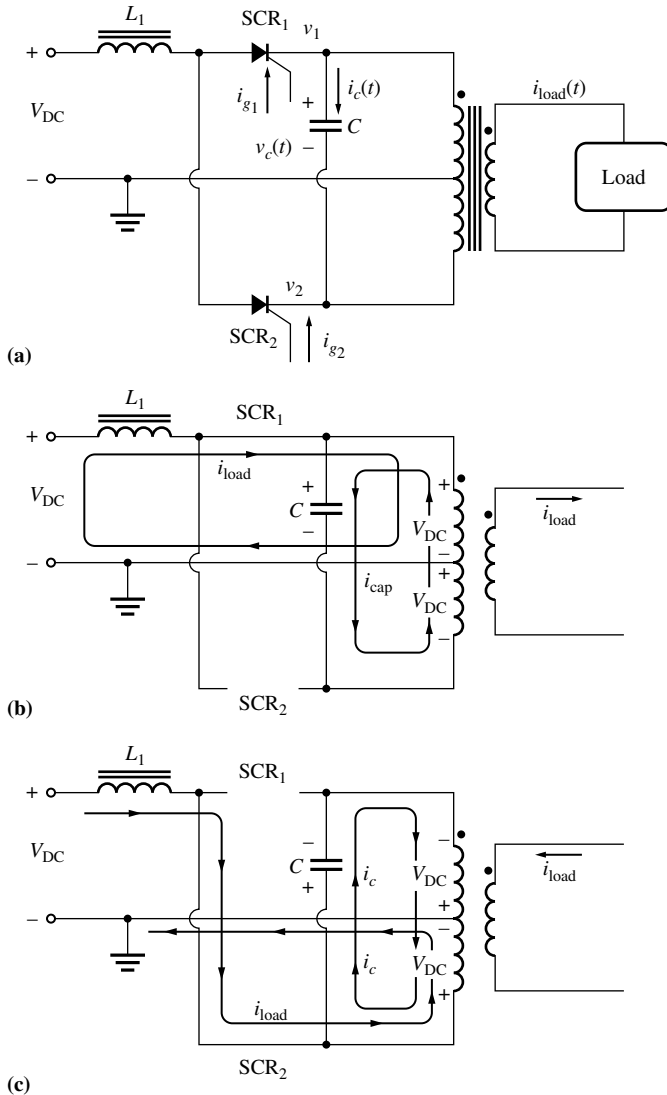 L1
SCR1
v1
ic(t)
iload(t)
+
ig1
+
VDC
C
vc(t)
−
−
Load
v2
SCR2
ig2
(a)
L1
SCR1
+
iload
+
+
VDC
C
VDC
iload
−
−
−
+
icap
VDC
−
SCR2
(b)
L1
SCR1
+
−
−
VDC
C
ic
VDC
iload
+
+
−
−
ic
VDC
iload
+
SCR2
(c)